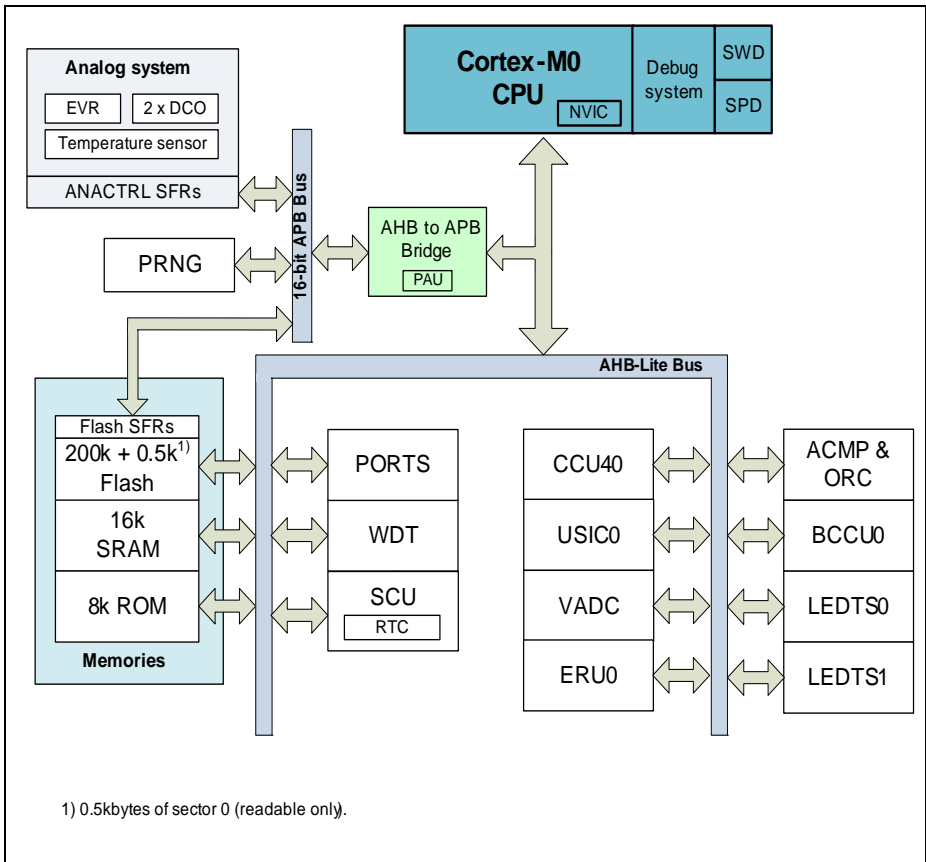 Analog system
EVR
2 x DCO
Temperature sensor
ANACTRL SFRs
PRNG
16-bit APB Bus
AHB to APB
Bridge
PAU
Cortex-M0
CPU
NVIC
Debug
system
SWD
SPD
AHB-Lite Bus
Flash SFRs
200k + 0.5k1)
Flash
16k
SRAM
8k ROM
Memories
PORTS
WDT
SCU
RTC
CCU40
USIC0
VADC
ERU0
ACMP &
ORC
BCCU0
LEDTS0
LEDTS1
1) 0.5kbytes of sector 0 (readable only).